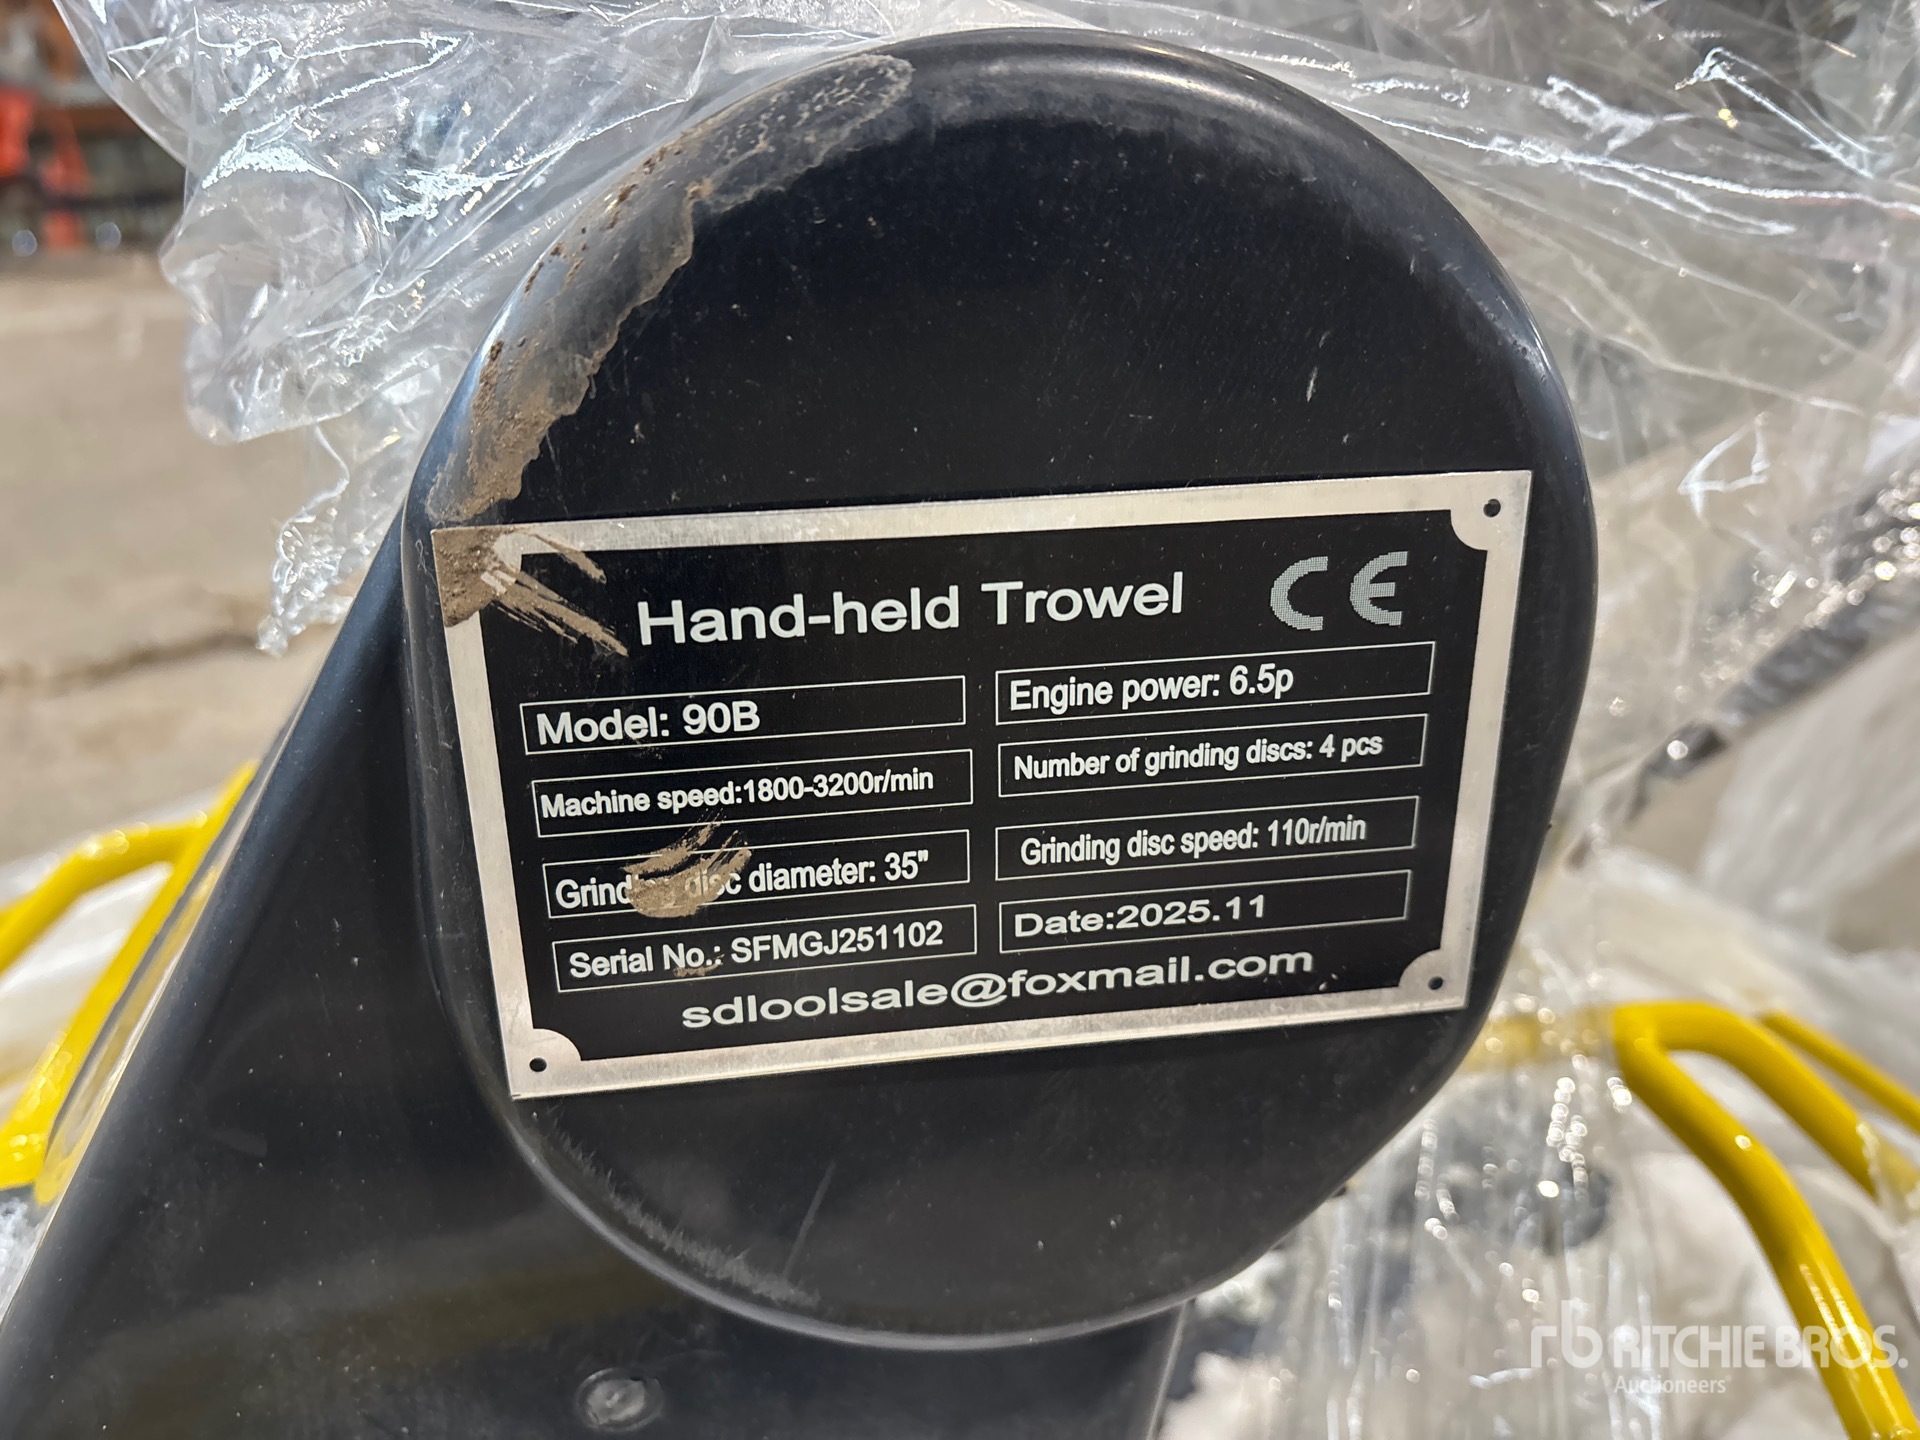 Hand-held Trowel CE
Model: 90B
Engine power: 6.5p
Machine speed:1800-3200r/min
Number of grinding discs: 4 pcs
Grinding disc diameter: 35"
Grinding disc speed: 110r/min
Serial No.: SFMGJ251102
Date:2025.11
sdloolsale@foxmail.com
rb RITCHIE BROS.
Auctioneers